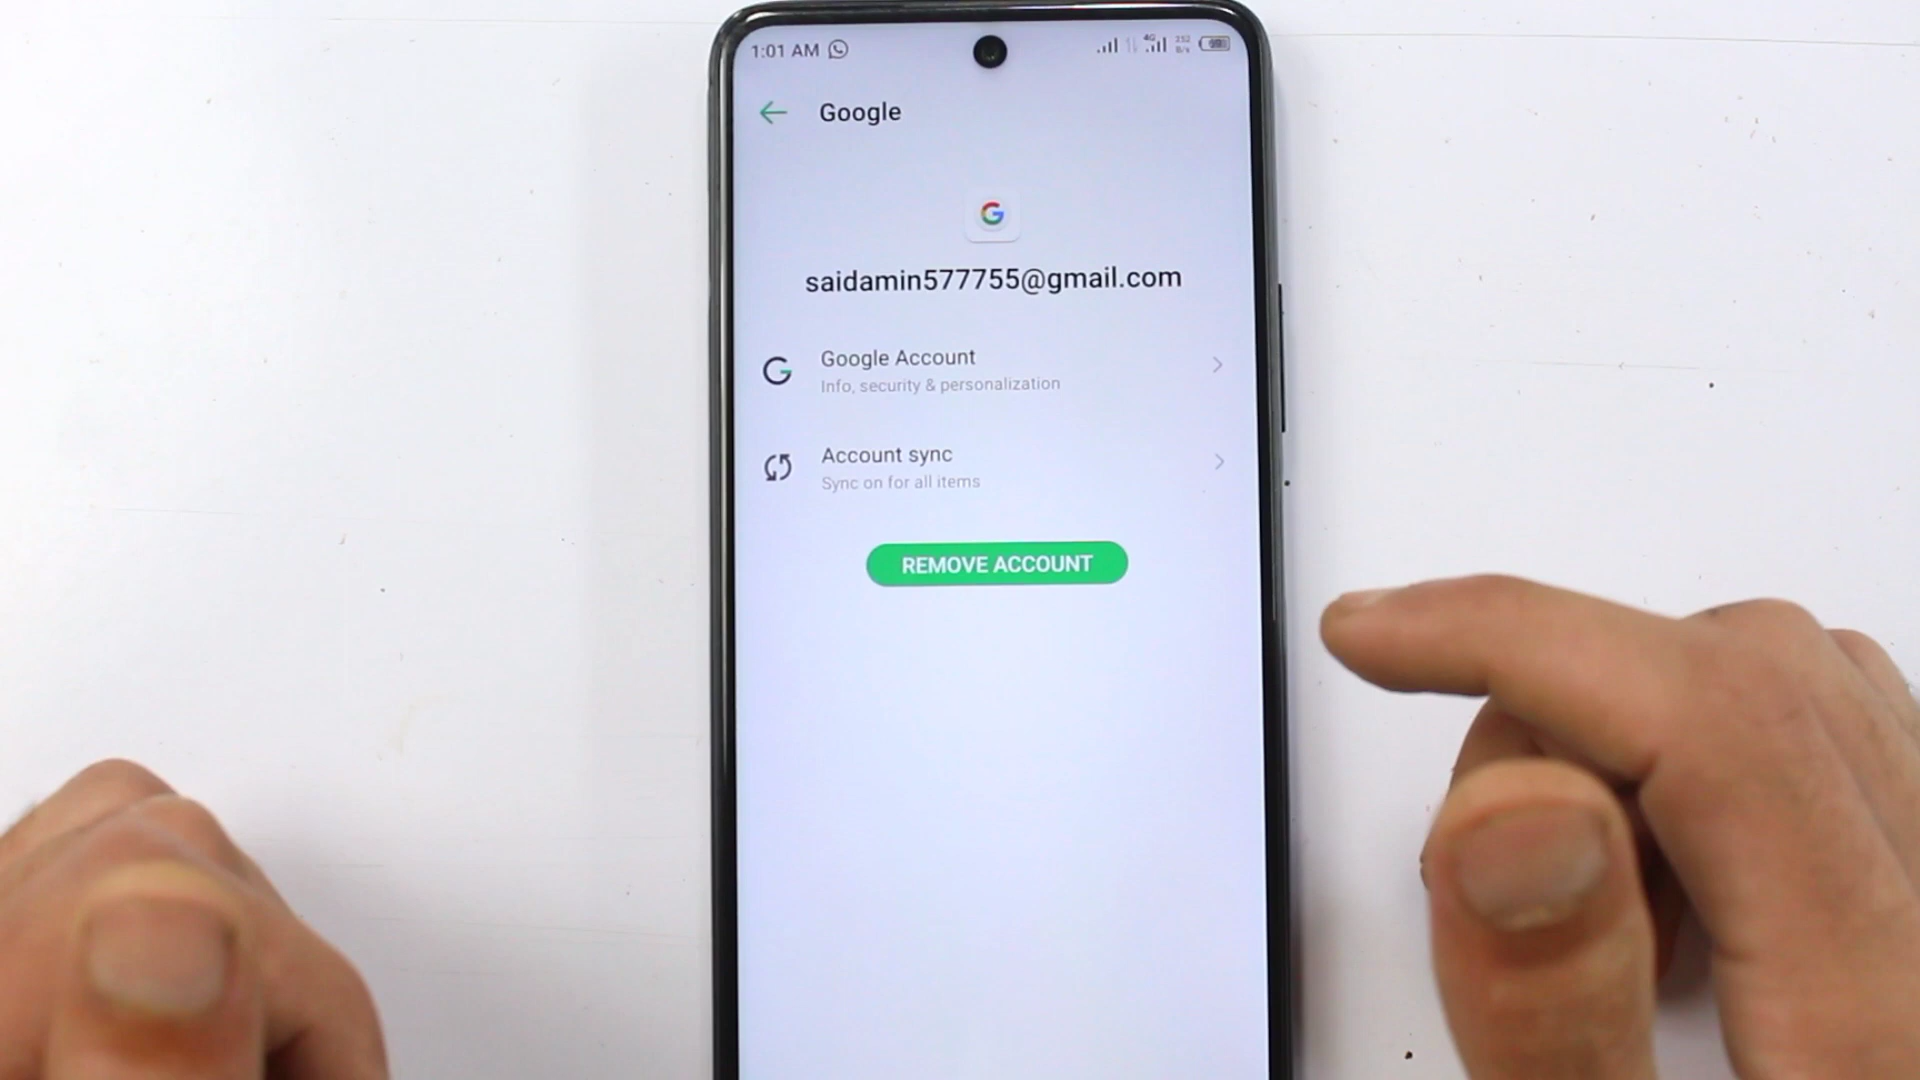 1:01 AM
4G
Google
G
saidamin577755@gmail.com
Google Account
Info, security & personalization
Account sync
Sync on for all items
REMOVE ACCOUNT